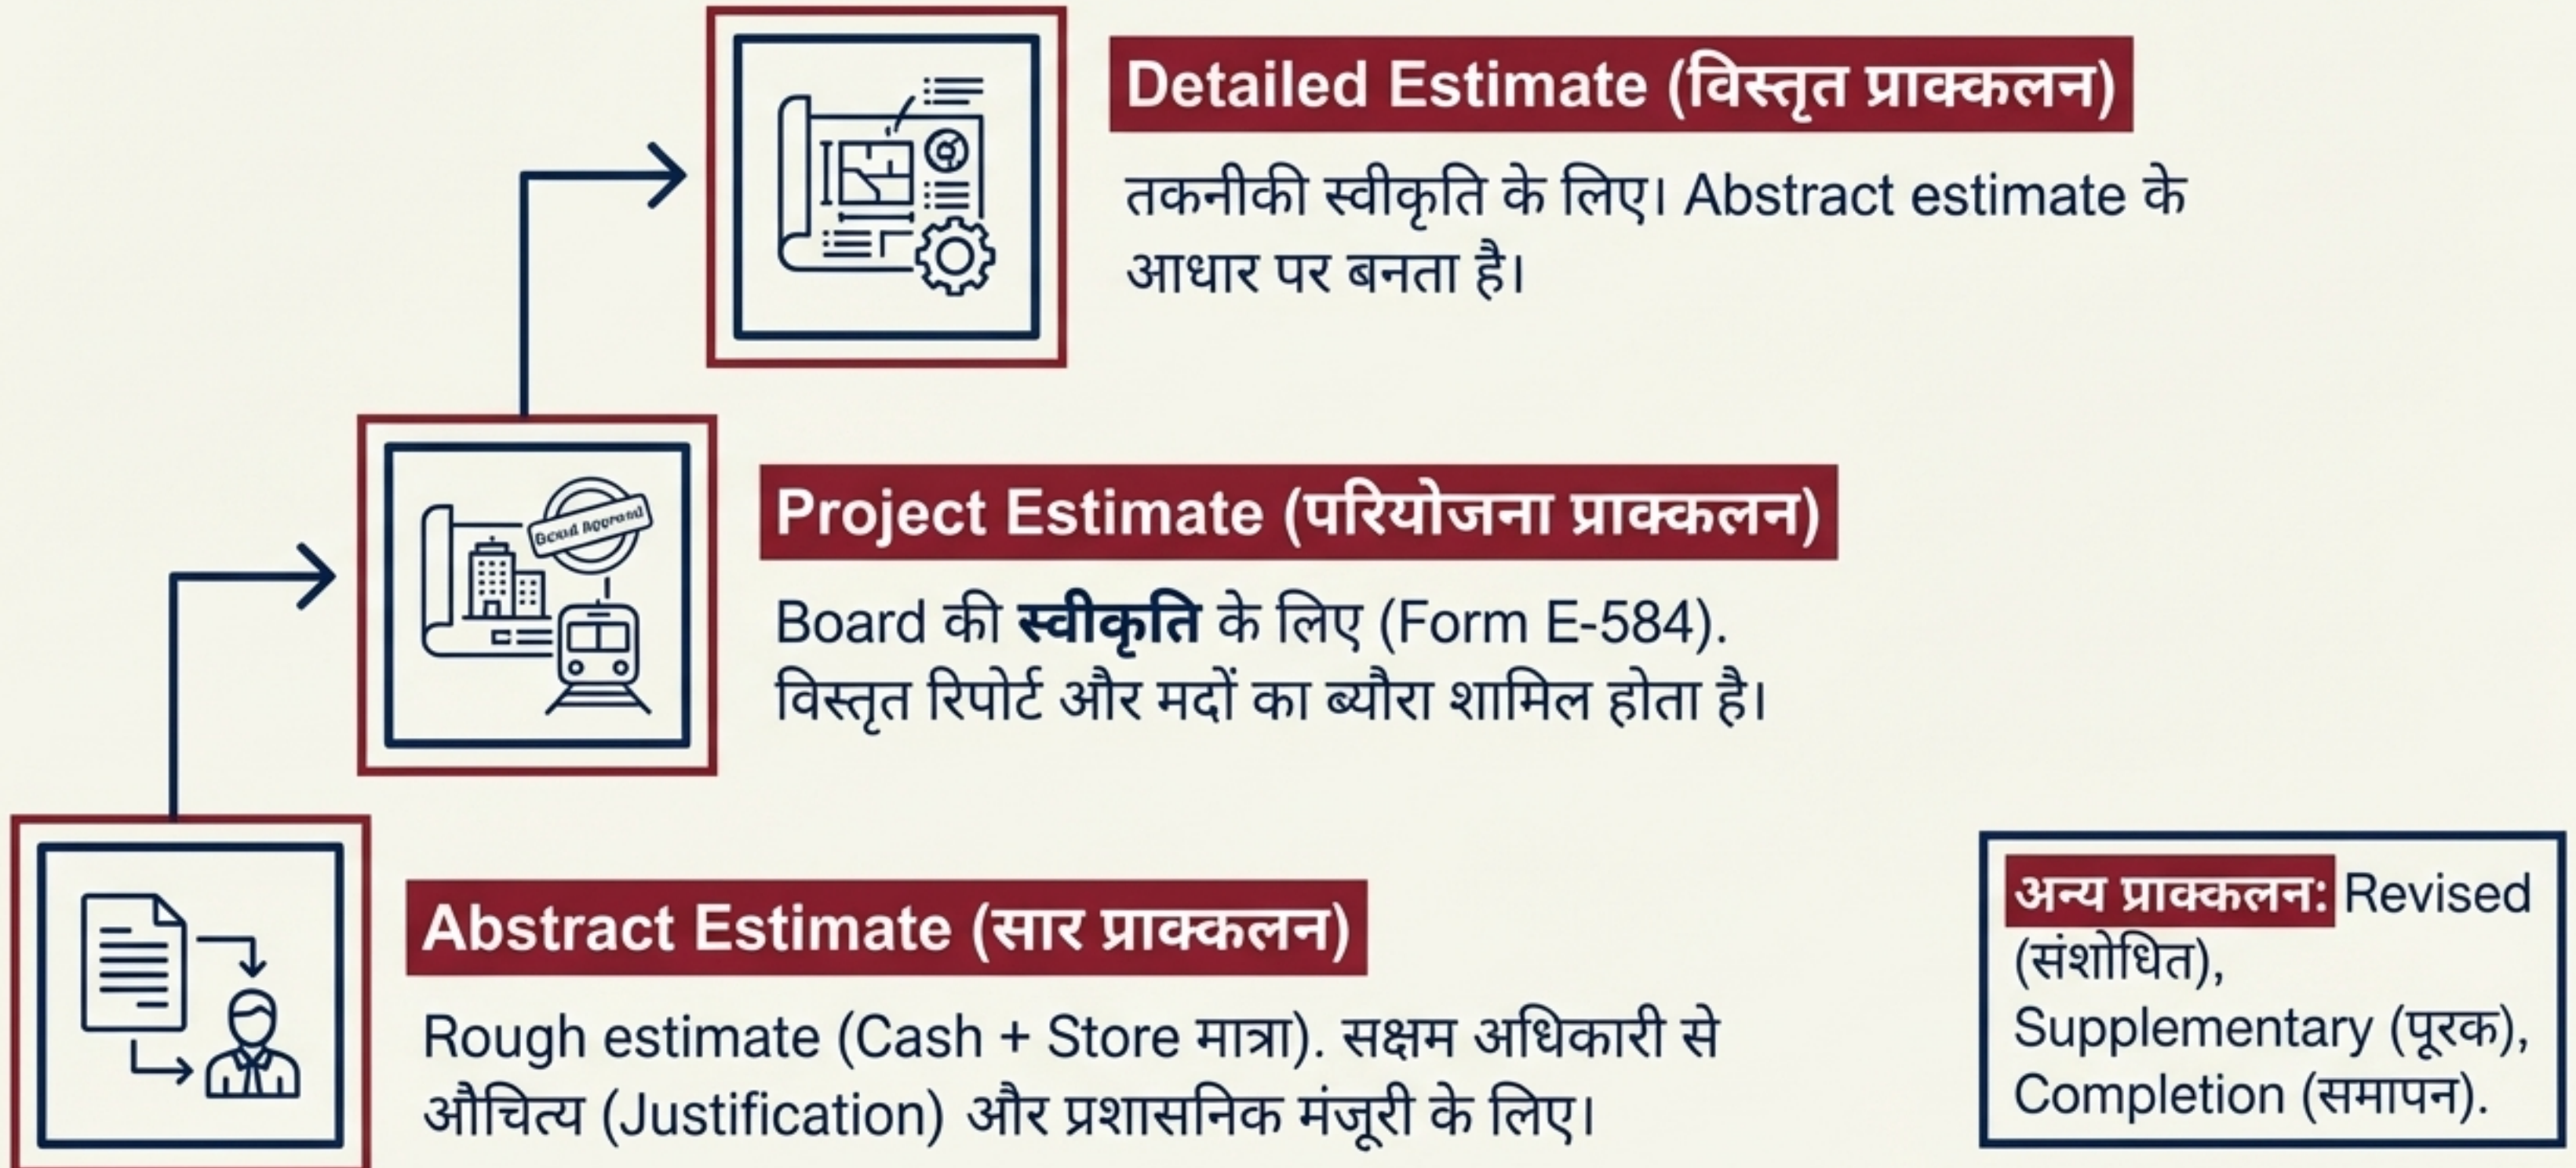 Detailed Estimate (विस्तृत प्राक्कलन)
तकनीकी स्वीकृति के लिए। Abstract estimate के
आधार पर बनता है।
Project Estimate (परियोजना प्राक्कलन)
Board की स्वीकृति के लिए (Form E-584).
विस्तृत रिपोर्ट और मदों का ब्यौरा शामिल होता है।
Abstract Estimate (सार प्राक्कलन)
Rough estimate (Cash + Store मात्रा). सक्षम अधिकारी से
औचित्य (Justification) और प्रशासनिक मंजूरी के लिए।
अन्य प्राक्कलन: Revised
(संशोधित),
Supplementary (पूरक),
Completion (समापन).